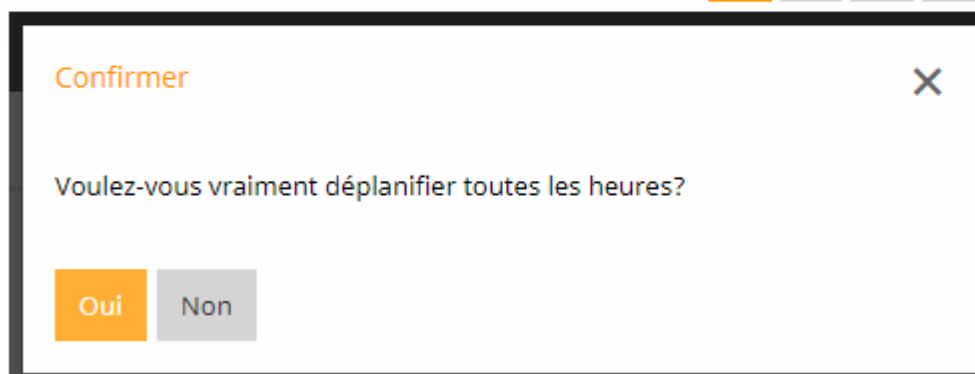 Confirmer
Voulez-vous vraiment déplanifier toutes les heures?
Oui Non